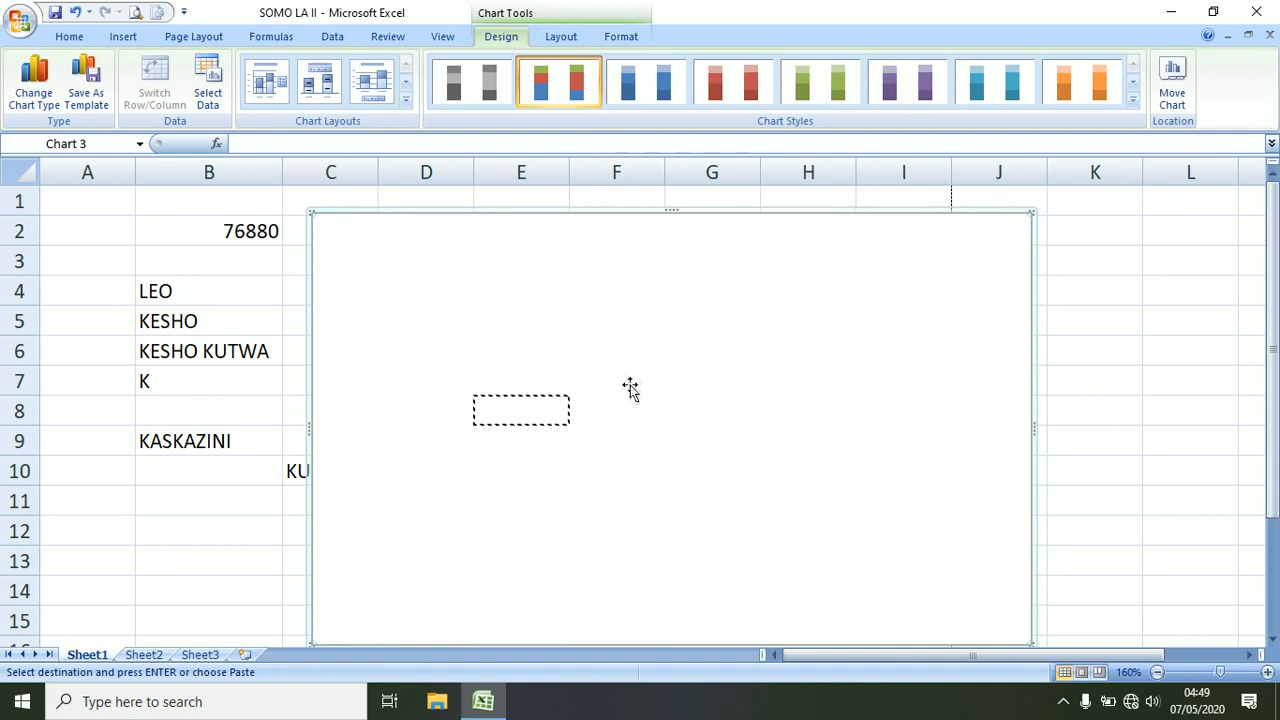 SOMO LA II - Microsoft Excel
Chart Tools
Home Insert Page Layout Formulas Data Review View Design Layout Format
Change Chart Type
Save As Template
Switch Row/Column
Select Data
Move Chart
Type Data Chart Layouts Chart Styles Location
Chart 3 fx
A B C D E F G H I J K L
1
2 76880
3
4 LEO
5 KESHO
6 KESHO KUTWA
7 K
8
9 KASKAZINI
10 KU
11
12
13
14
15
Sheet1 Sheet2 Sheet3
Select destination and press ENTER or choose Paste 160%
Type here to search 04:49
07/05/2020